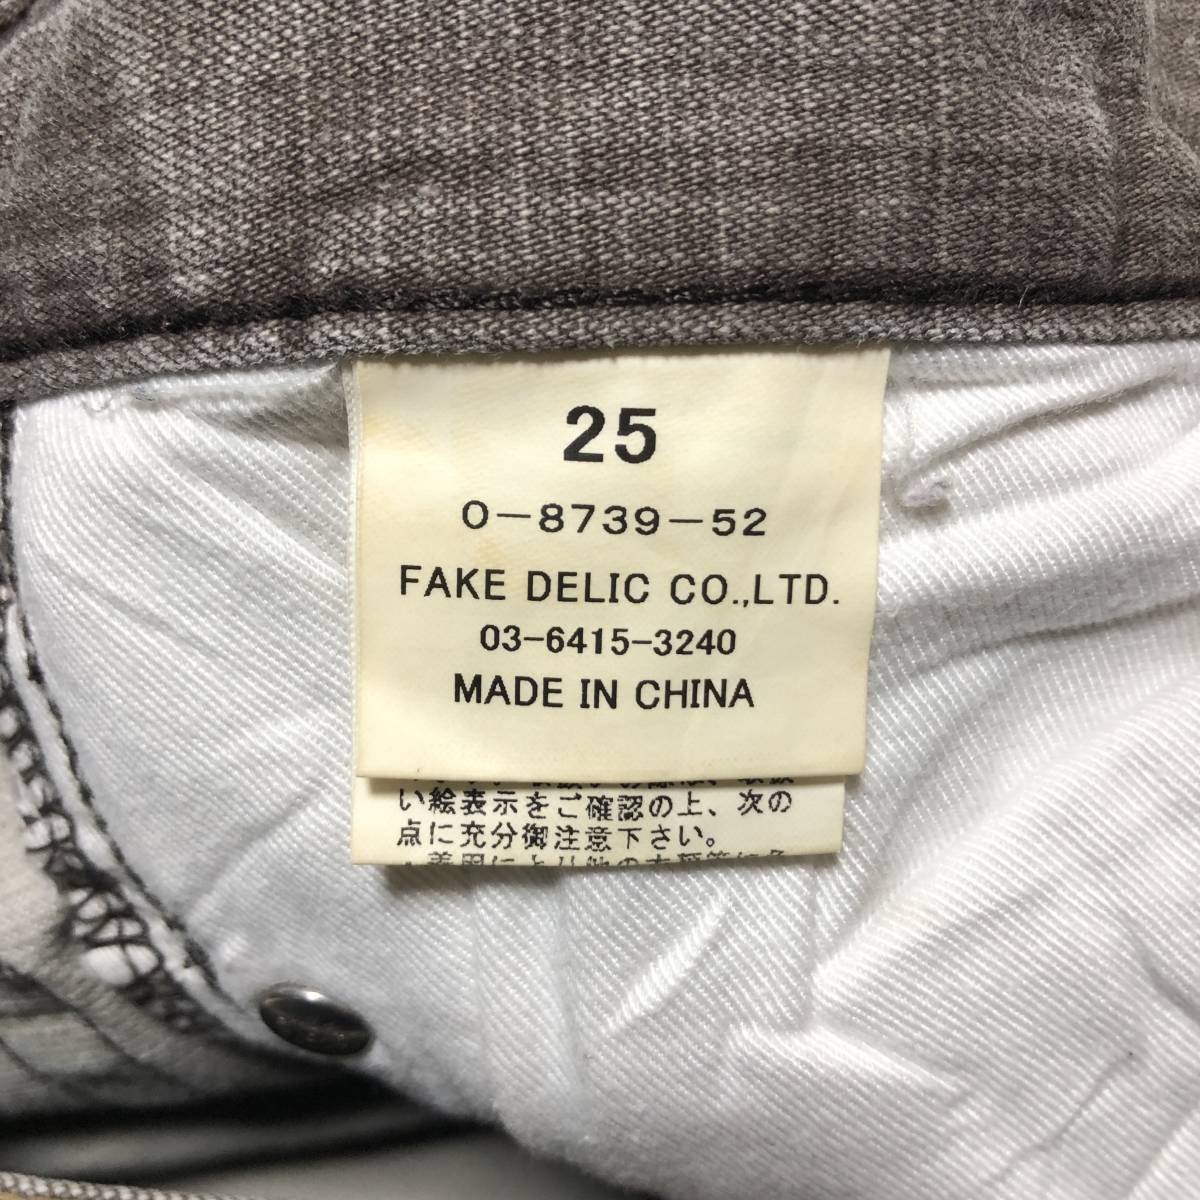 25
O-8739-52
FAKE DELIC CO.,LTD.
03-6415-3240
MADE IN CHINA
い絵表示をご確認の上、次の
点に充分御注意下さい。